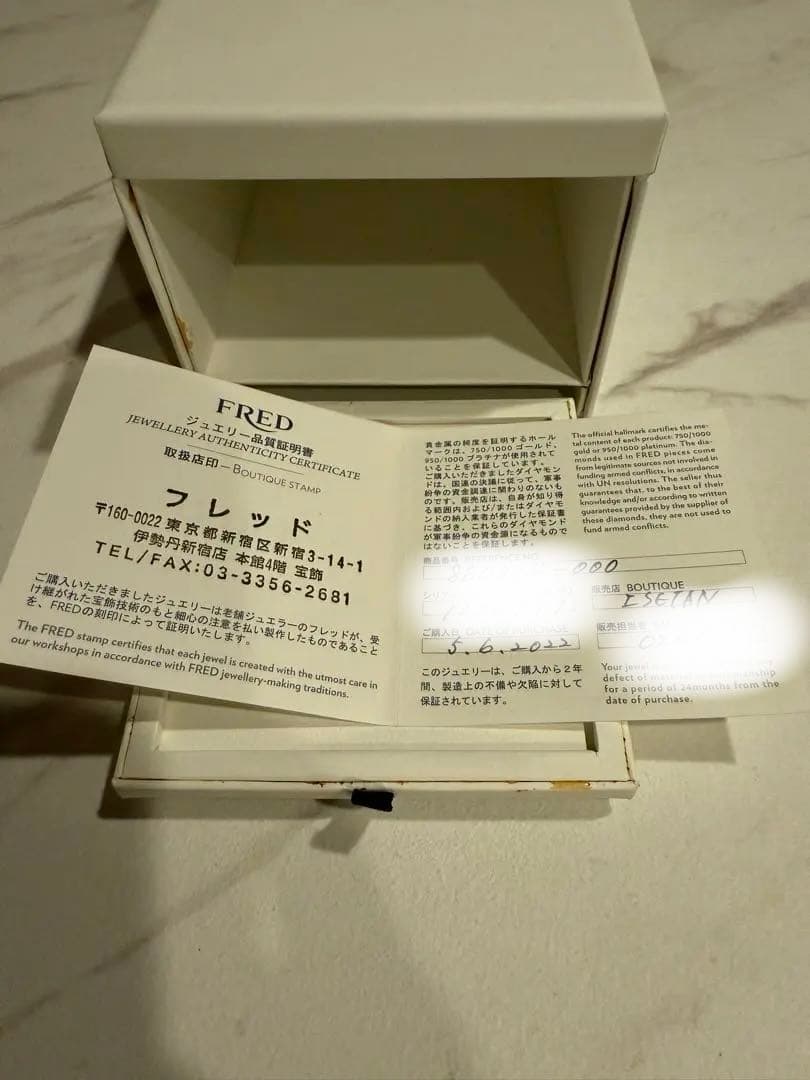 FRED
ジュエリー品質証明書
JEWELLERY AUTHENTICITY CERTIFICATE
取扱店印—BOUTIQUE STAMP
フレッド
〒160-0022 東京都新宿区新宿3-14-1
伊勢丹新宿店 本館4階 宝飾
TEL/FAX:03-3356-2681
ご購入いただきましたジュエリーは老舗ジュエラーのフレッドが、受
け継がれた宝飾技術のもと細心の注意を払い製作したものであること
を、FREDの刻印によって証明いたします。
The FRED stamp certifies that each jewel is created with the utmost care in
our workshops in accordance with FRED jewellery-making traditions.
貴金属の純度を証明するホール
マークは、750/1000 ゴールド、
950/1000 プラチナが使用されて
いることを保証しています。
ご購入いただきましたダイヤモン
ドは、国連の決議に従って、軍事
紛争の資金調達に関わりのないも
のです。販売店は、自身が知り得
る範囲内および/またはダイヤモ
ンドの納入業者が発行した保証書
に基づき、これらのダイヤモンド
が軍事紛争の資金源になるもので
はないことを保証します。
The official hallmark certifies the me-
tal content of each product: 750/1000
gold or 950/1000 platinum. The dia-
monds used in FRED pieces come
from legitimate sources not involved in
funding armed conflicts, in accordance
with UN resolutions. The seller thus
guarantees that, to the best of their
knowledge and/or according to written
guarantees provided by the supplier of
these diamonds, they are not used to
fund armed conflicts.
商品番号
000
シリ
販売店 BOUTIQUE
ISETAN
ご購入日
5.6.2022
販売担当者
このジュエリーは、ご購入から2年
間、製造上の不備や欠陥に対して
保証されています。
Your jewel
defect of
for a period of 24months from the
date of purchase.